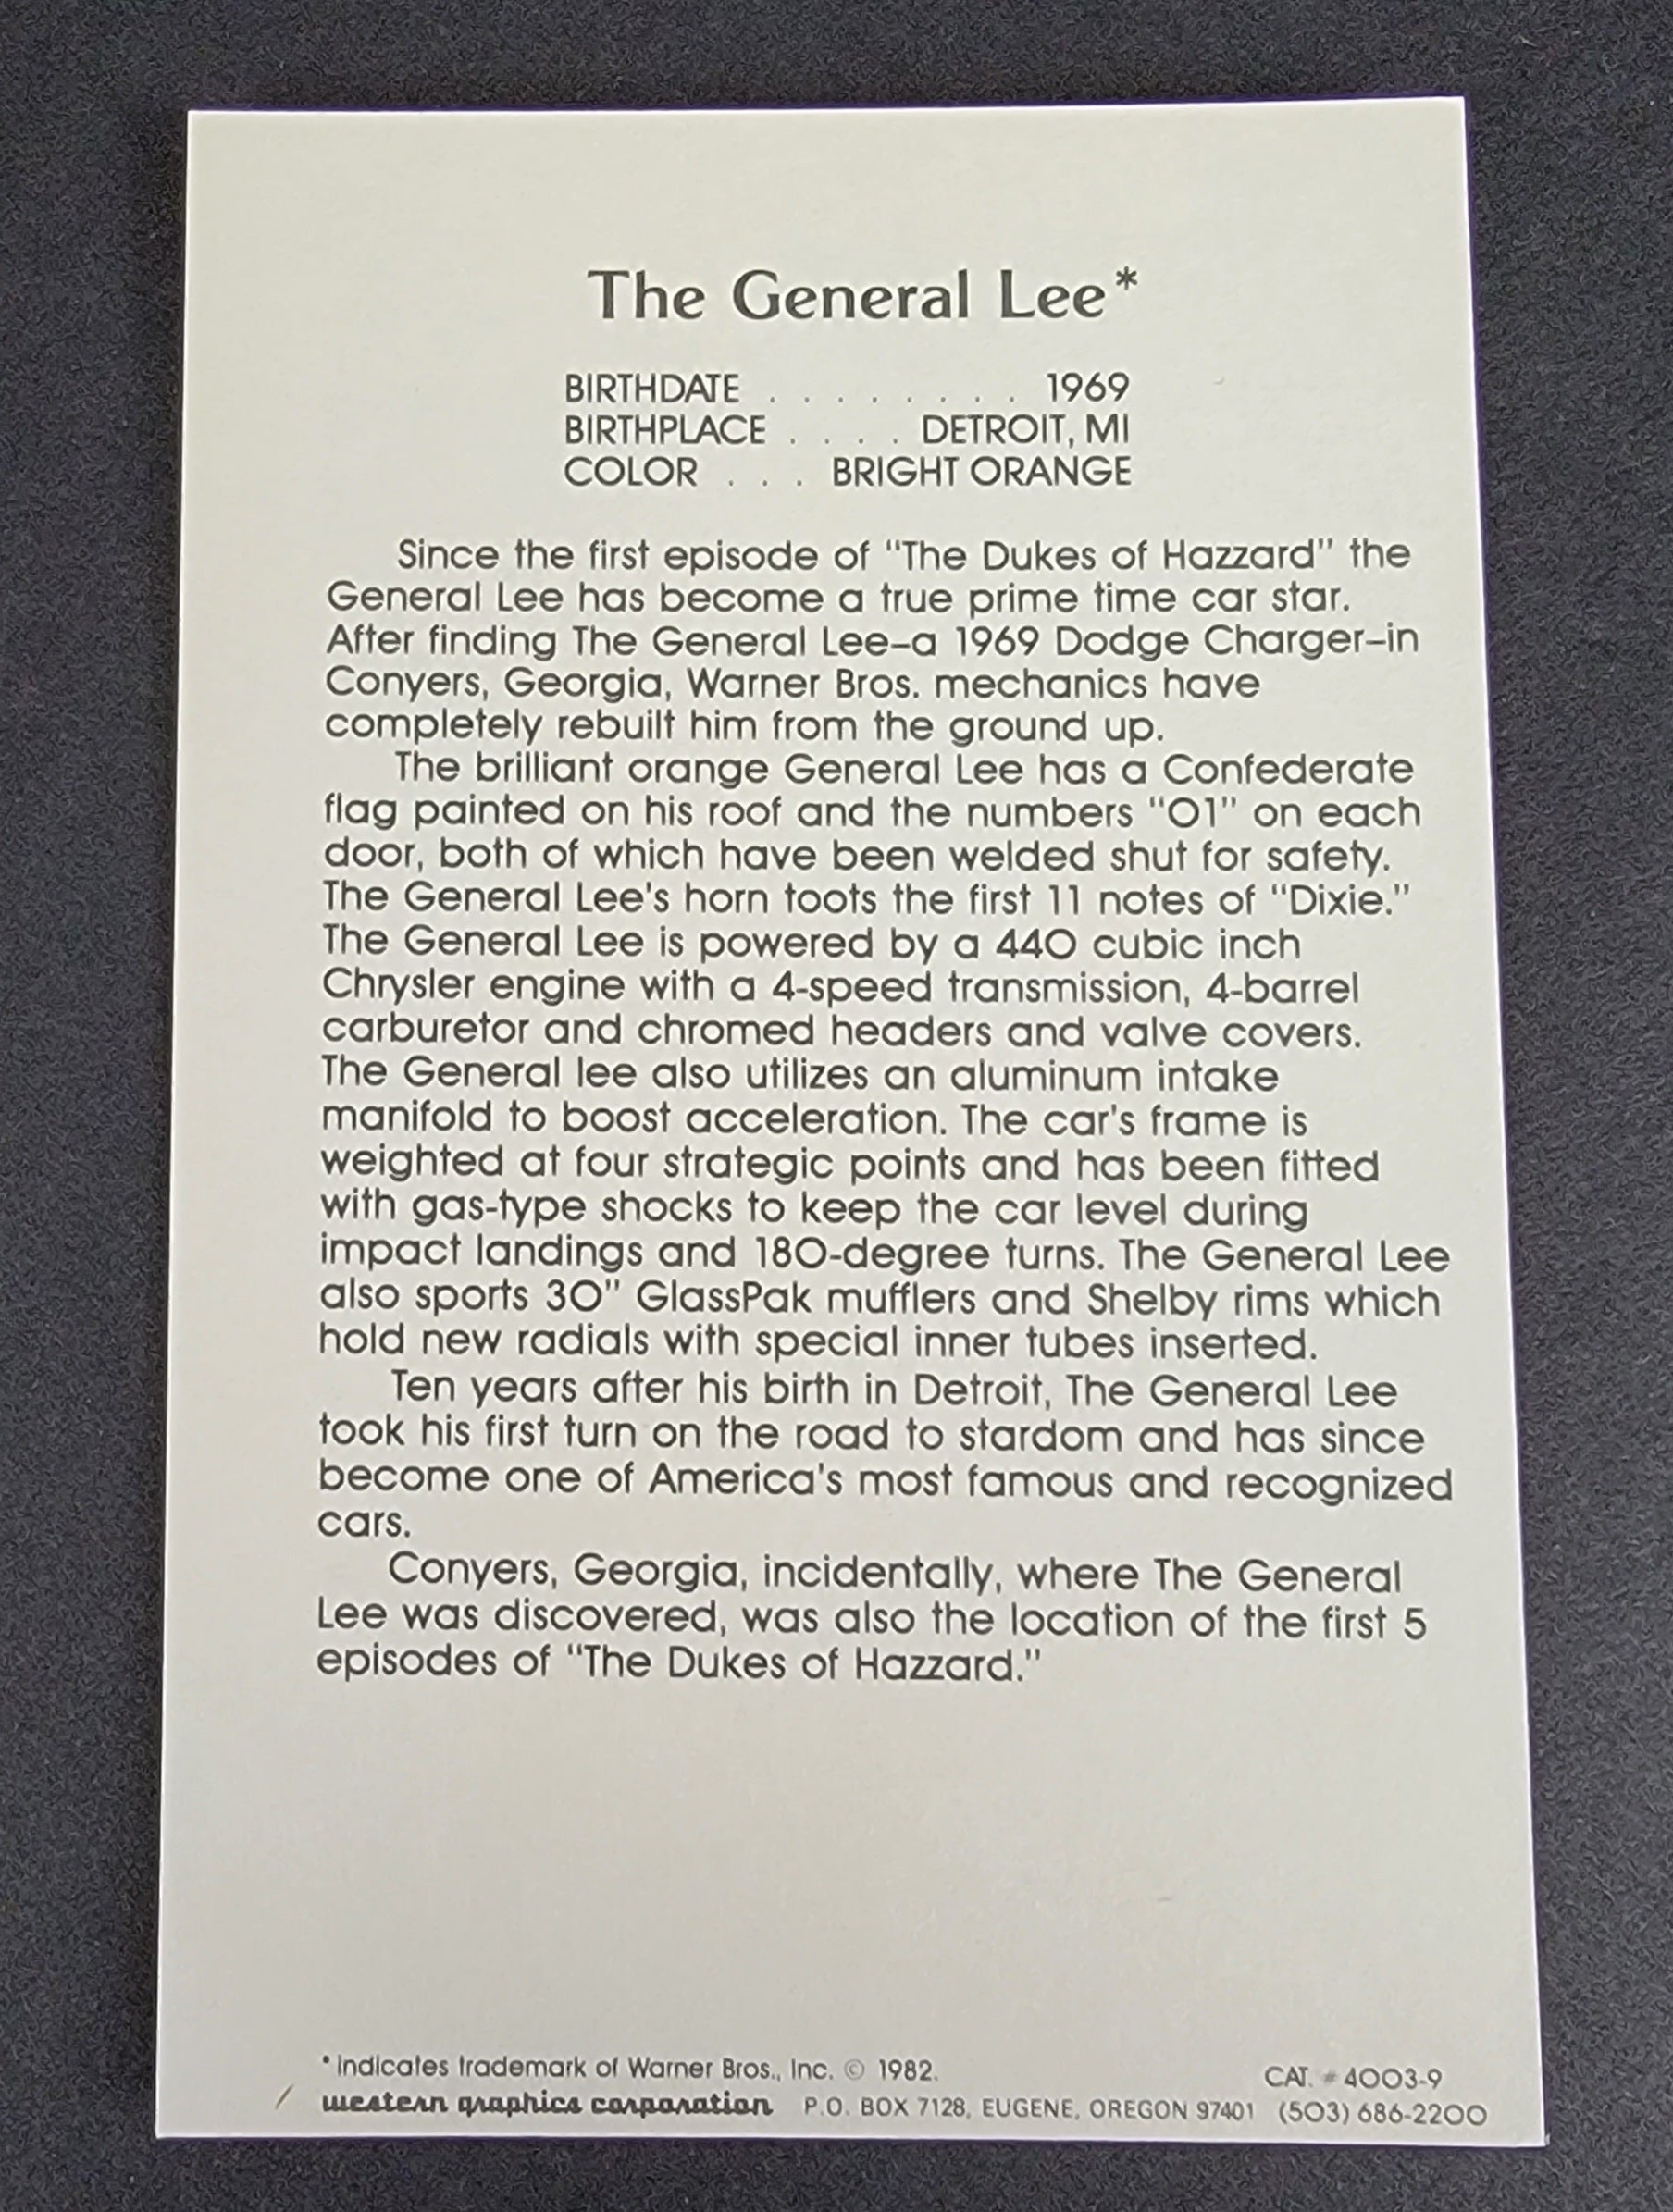 The General Lee*
BIRTHDATE . . . . . . . . 1969
BIRTHPLACE . . . . DETROIT, MI
COLOR . . . BRIGHT ORANGE
Since the first episode of "The Dukes of Hazzard" the
General Lee has become a true prime time car star.
After finding The General Lee–a 1969 Dodge Charger–in
Conyers, Georgia, Warner Bros. mechanics have
completely rebuilt him from the ground up.
The brilliant orange General Lee has a Confederate
flag painted on his roof and the numbers "O1" on each
door, both of which have been welded shut for safety.
The General Lee's horn toots the first 11 notes of "Dixie."
The General Lee is powered by a 440 cubic inch
Chrysler engine with a 4-speed transmission, 4-barrel
carburetor and chromed headers and valve covers.
The General lee also utilizes an aluminum intake
manifold to boost acceleration. The car's frame is
weighted at four strategic points and has been fitted
with gas-type shocks to keep the car level during
impact landings and 180-degree turns. The General Lee
also sports 30" GlassPak mufflers and Shelby rims which
hold new radials with special inner tubes inserted.
Ten years after his birth in Detroit, The General Lee
took his first turn on the road to stardom and has since
become one of America's most famous and recognized
cars.
Conyers, Georgia, incidentally, where The General
Lee was discovered, was also the location of the first 5
episodes of "The Dukes of Hazzard."
*indicates trademark of Warner Bros., Inc. © 1982. CAT. # 4003-9
western graphics corporation P.O. BOX 7128, EUGENE, OREGON 97401 (503) 686-2200